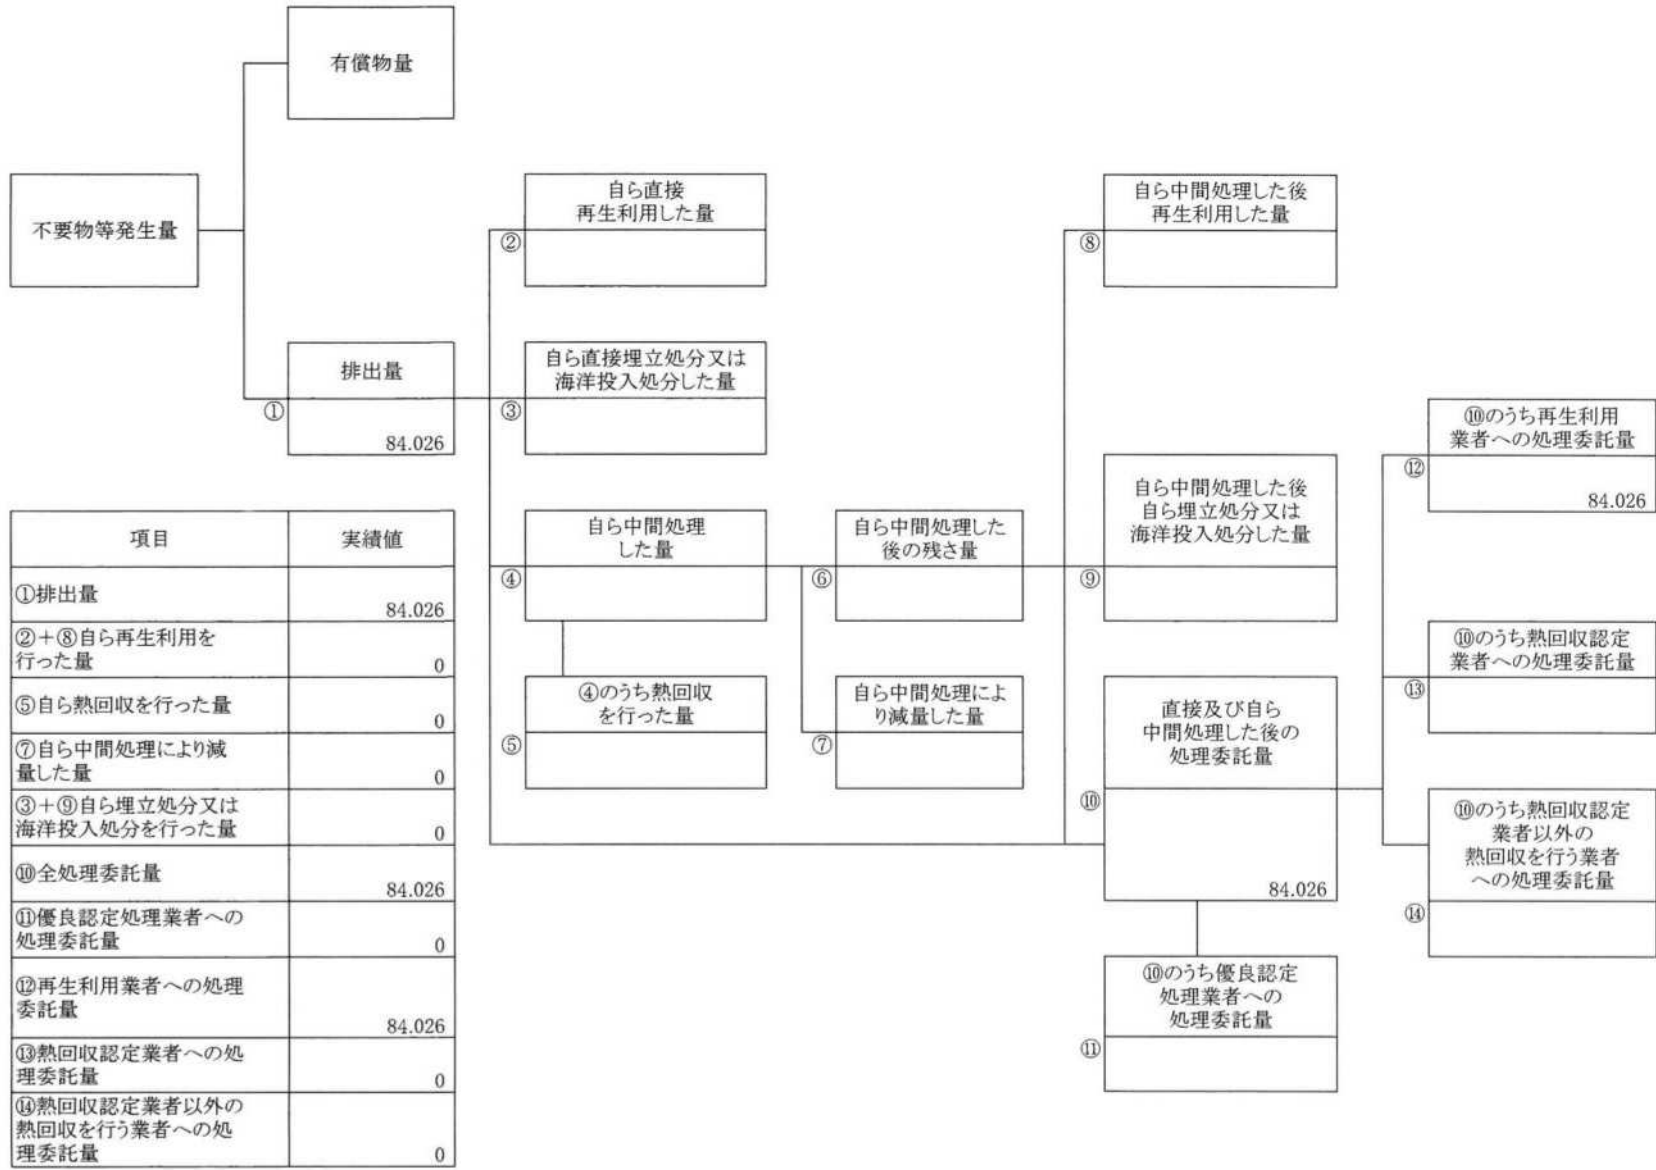 有償物量
不要物等発生量
自ら直接
再生利用した量
②
自ら中間処理した後
再生利用した量
⑧
排出量
①
84.026
自ら直接埋立処分又は
海洋投入処分した量
③
⑩のうち再生利用
業者への処理委託量
⑫
84.026
自ら中間処理
した量
④
自ら中間処理した
後の残さ量
⑥
自ら中間処理した後
自ら埋立処分又は
海洋投入処分した量
⑨
⑩のうち熱回収認定
業者への処理委託量
⑬
④のうち熱回収
を行った量
⑤
自ら中間処理によ
り減量した量
⑦
直接及び自ら
中間処理した後の
処理委託量
⑩
84.026
⑩のうち熱回収認定
業者以外の
熱回収を行う業者
への処理委託量
⑭
⑩のうち優良認定
処理業者への
処理委託量
⑪
項目 実績値
①排出量
84.026
②+⑧自ら再生利用を
行った量 0
⑤自ら熱回収を行った量
0
⑦自ら中間処理により減
量した量 0
③+⑨自ら埋立処分又は
海洋投入処分を行った量 0
⑩全処理委託量
84.026
⑪優良認定処理業者への
処理委託量 0
⑫再生利用業者への処理
委託量
84.026
⑬熱回収認定業者への処
理委託量 0
⑭熱回収認定業者以外の
熱回収を行う業者への処
理委託量 0